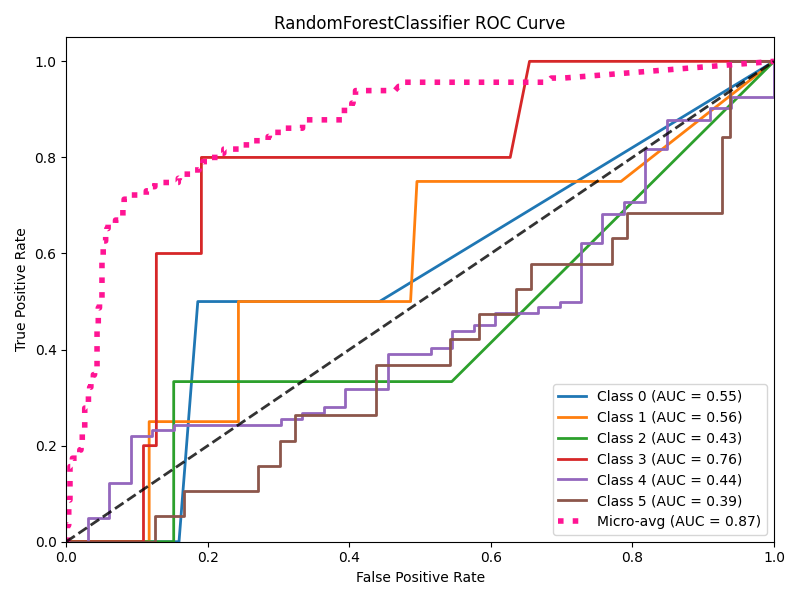 RandomForestClassifier ROC Curve
True Positive Rate
1.0
0.8
0.6
0.4
0.2
0.0
Class 0 (AUC = 0.55)
Class 1 (AUC = 0.56)
Class 2 (AUC = 0.43)
Class 3 (AUC = 0.76)
Class 4 (AUC = 0.44)
Class 5 (AUC = 0.39)
Micro-avg (AUC = 0.87)
0.0 0.2 0.4 0.6 0.8 1.0
False Positive Rate